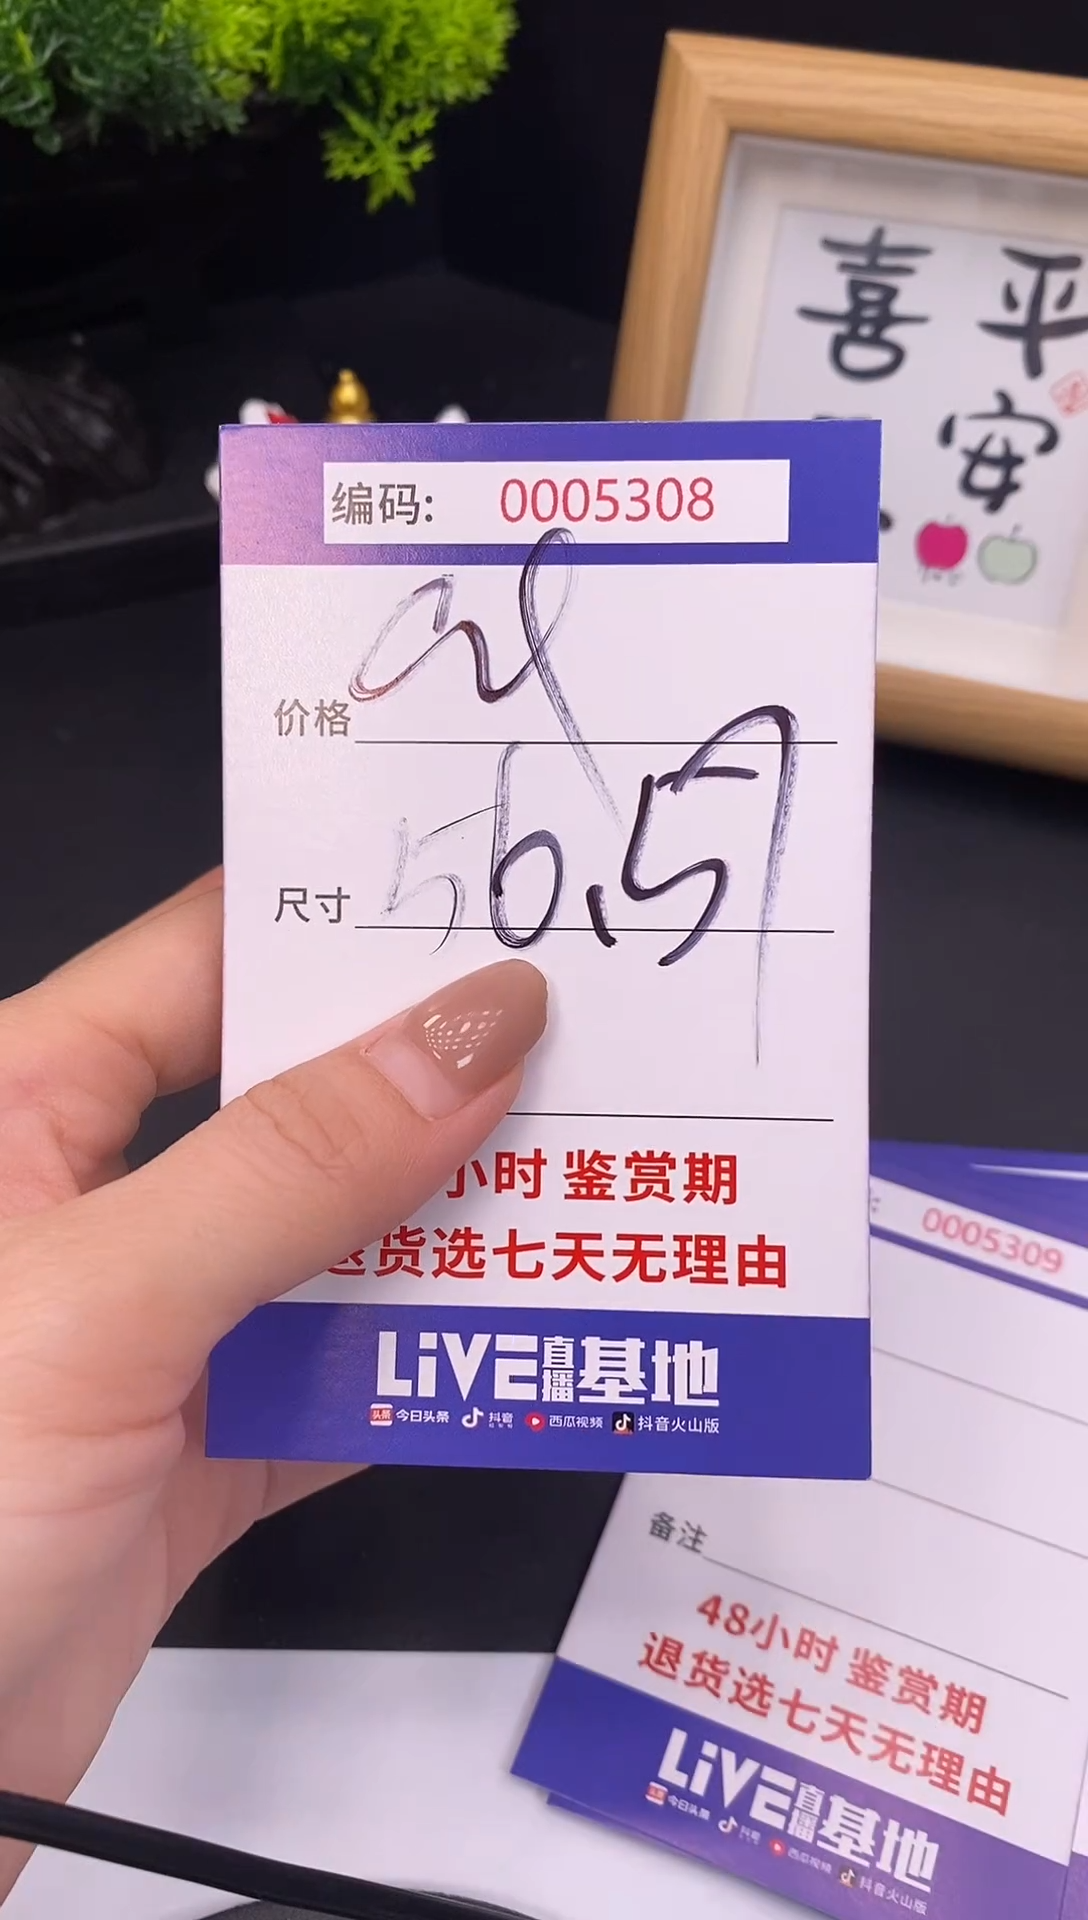 喜 平
安
编码: 0005308
价格
尺寸 56.57
小时 鉴赏期
退货选七天无理由
LiVE直播基地
头条 今日头条 抖音 西瓜视频 抖音火山版
0005309
备注
48小时 鉴赏期
退货选七天无理由
LiVE直播基地
今日头条 抖音 西瓜视频 抖音火山版